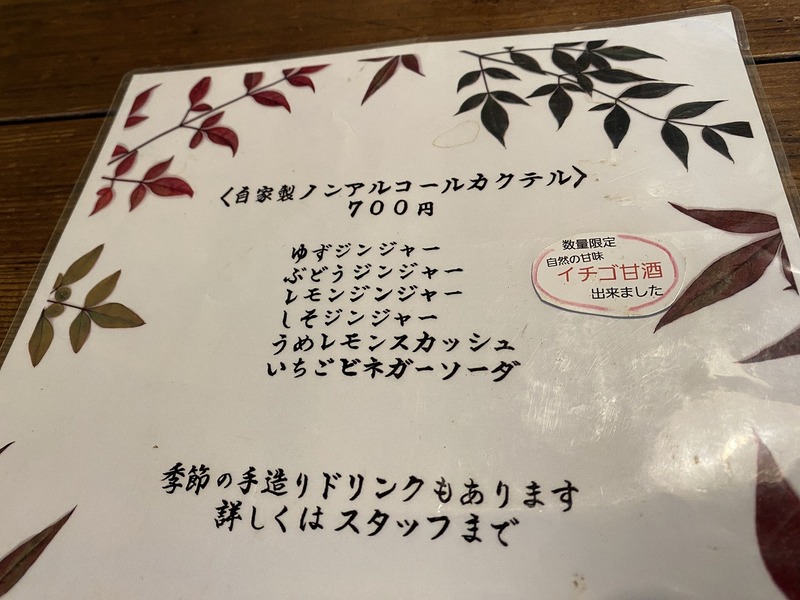 〈自家製ノンアルコールカクテル〉
700円
ゆずジンジャー
ぶどうジンジャー
レモンジンジャー
しそジンジャー
うめレモンスカッシュ
いちごビネガーソーダ
数量限定
自然の甘味
イチゴ甘酒
出来ました
季節の手造りドリンクもあります
詳しくはスタッフまで